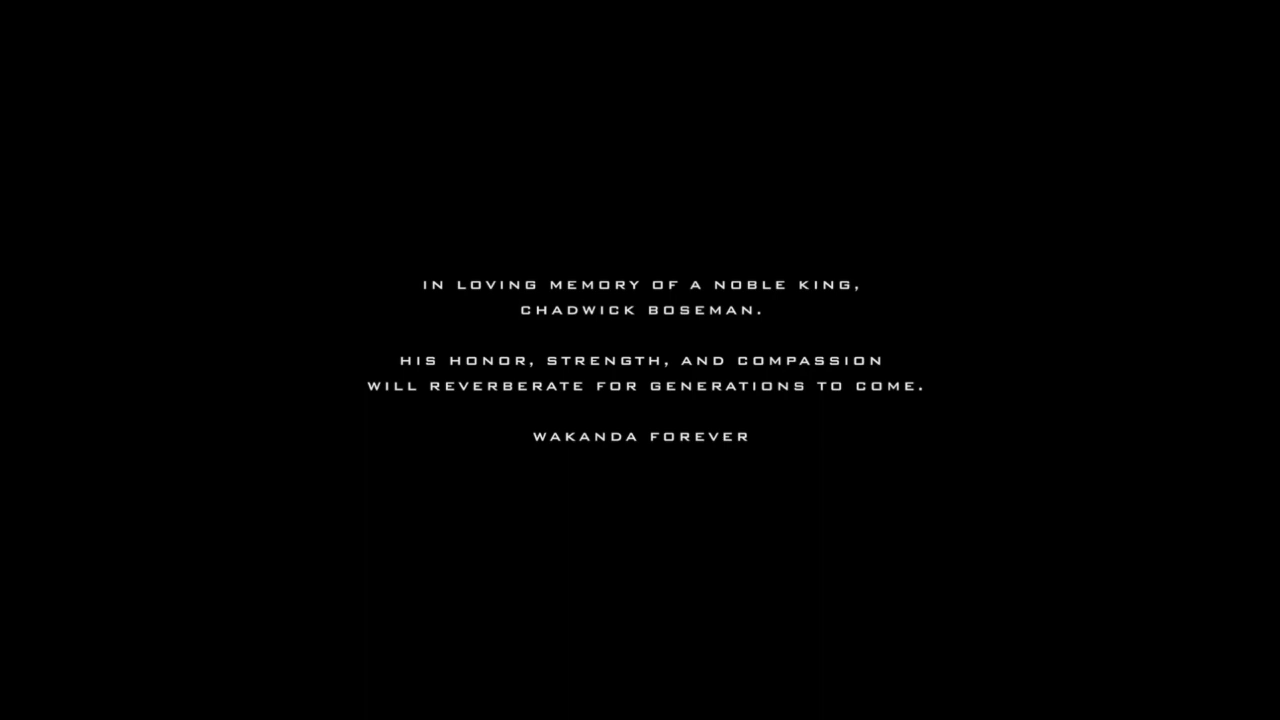 IN LOVING MEMORY OF A NOBLE KING,
CHADWICK BOSEMAN.
HIS HONOR, STRENGTH, AND COMPASSION
WILL REVERBERATE FOR GENERATIONS TO COME.
WAKANDA FOREVER